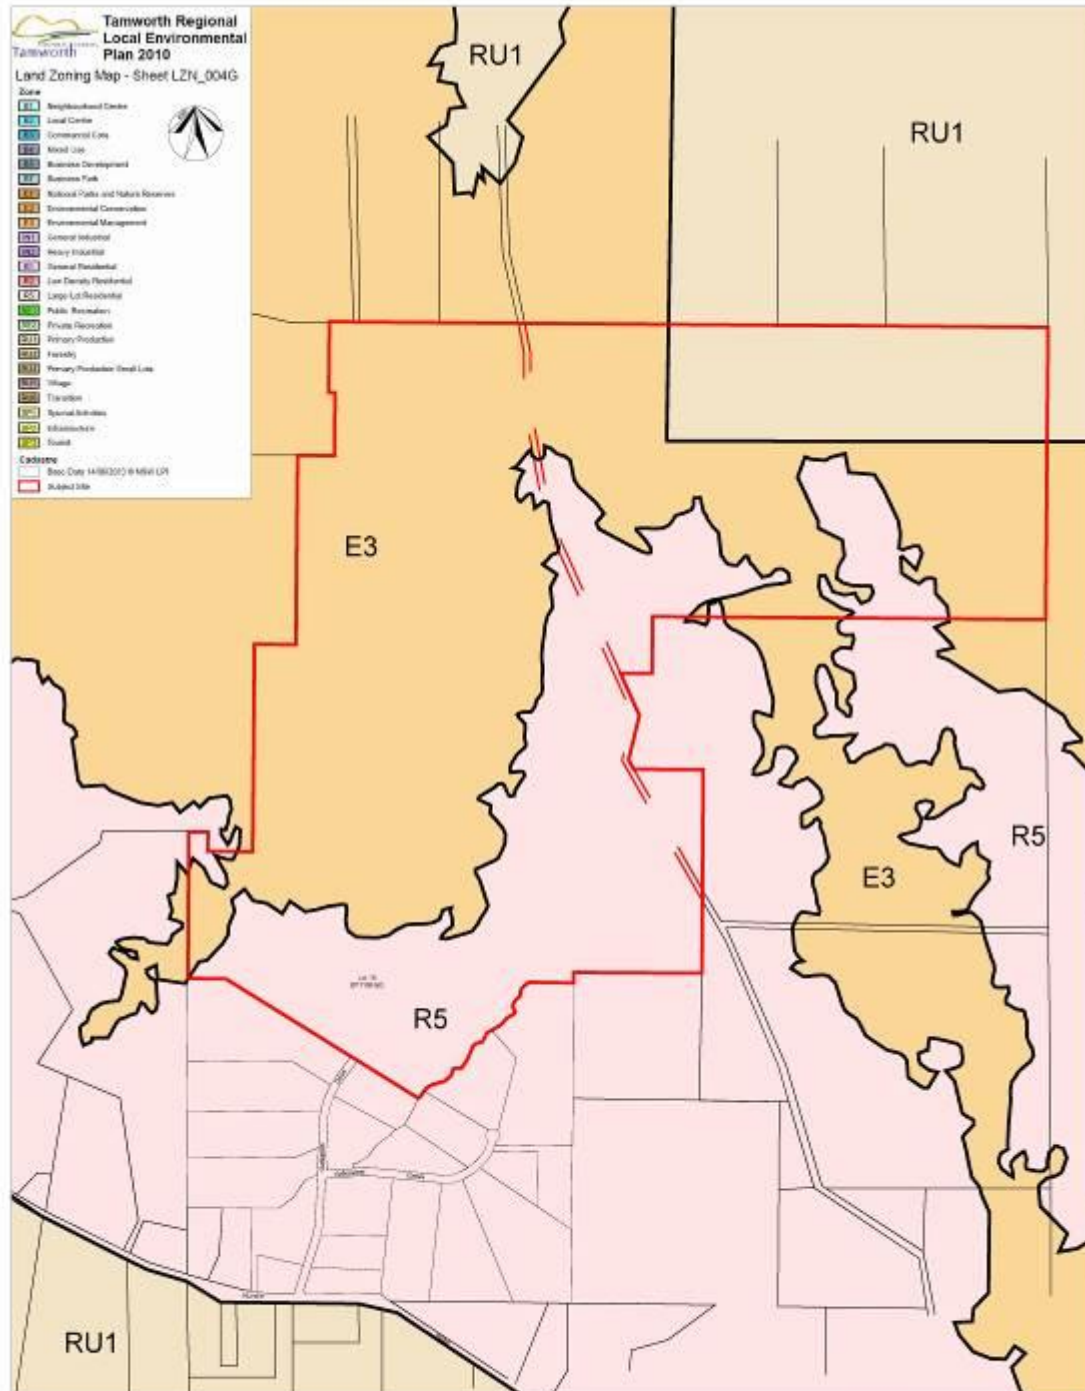 Tamworth Regional
Local Environmental
Plan 2010
Tamworth
Land Zoning Map - Sheet LZN_004G
Zone
Neighbourhood Centre
Local Centre
Commercial Core
Mixed Use
Business Development
Business Park
National Parks and Nature Reserves
Environmental Conservation
Environmental Management
General Industrial
Heavy Industrial
General Residential
Low Density Residential
R5 Large Lot Residential
Public Recreation
Private Recreation
Primary Production
Forestry
Primary Production Small Lots
Village
Transition
Special Activities
Infrastructure
Tourist
Cadastre
Subject Site
RU1
RU1
E3
R5
E3
R5
RU1